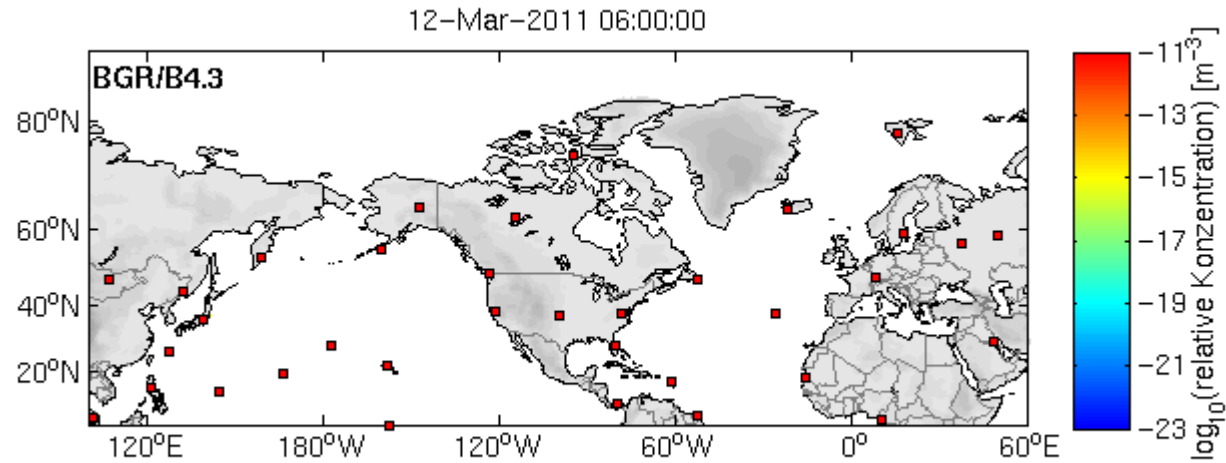 12-Mar-2011 06:00:00
BGR/B4.3
80°N
60°N
40°N
20°N
120°E
180°W
120°W
60°W
0°
60°E
-11
-13
-15
-17
-19
-21
-23
log₁₀(relative Konzentration) [m⁻³]